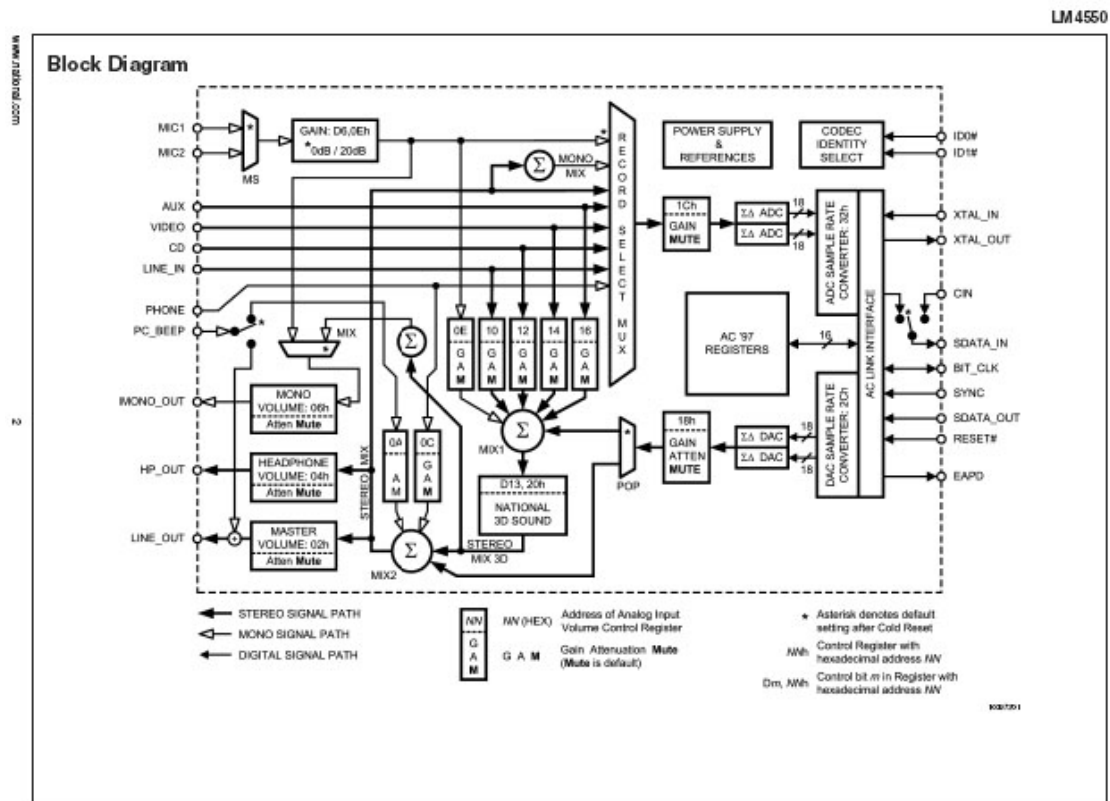 LM4550
www.national.com
2
Block Diagram
MIC1
MIC2
MS
GAIN: D6,0Eh
*0dB / 20dB
Σ
MONO
MIX
*
RECORD SELECT MUX
POWER SUPPLY
&
REFERENCES
CODEC
IDENTITY
SELECT
ID0#
ID1#
AUX
VIDEO
CD
LINE_IN
PHONE
PC_BEEP
1Ch
GAIN
MUTE
ΣΔ ADC
ΣΔ ADC
18
18
ADC SAMPLE RATE
CONVERTER: 32h
XTAL_IN
XTAL_OUT
CIN
SDATA_IN
BIT_CLK
SYNC
SDATA_OUT
RESET#
EAPD
AC LINK INTERFACE
AC '97
REGISTERS
16
*
MIX
*
Σ
0E
G
A
M
10
G
A
M
12
G
A
M
14
G
A
M
16
G
A
M
MONO_OUT
MONO
VOLUME: 06h
Atten Mute
HP_OUT
HEADPHONE
VOLUME: 04h
Atten Mute
LINE_OUT
+
MASTER
VOLUME: 02h
Atten Mute
STEREO MIX
0A
A
M
0C
G
A
M
Σ
MIX1
D13, 20h
NATIONAL
3D SOUND
STEREO
MIX 3D
Σ
MIX2
*
POP
18h
GAIN
ATTEN
MUTE
ΣΔ DAC
ΣΔ DAC
18
18
DAC SAMPLE RATE
CONVERTER: 2Ch
STEREO SIGNAL PATH
MONO SIGNAL PATH
DIGITAL SIGNAL PATH
NN
G
A
M
NN (HEX) Address of Analog Input
Volume Control Register
G A M Gain Attenuation Mute
(Mute is default)
* Asterisk denotes default
setting after Cold Reset
NNh Control Register with
hexadecimal address NN
Dm, NNh Control bit m in Register with
hexadecimal address NN